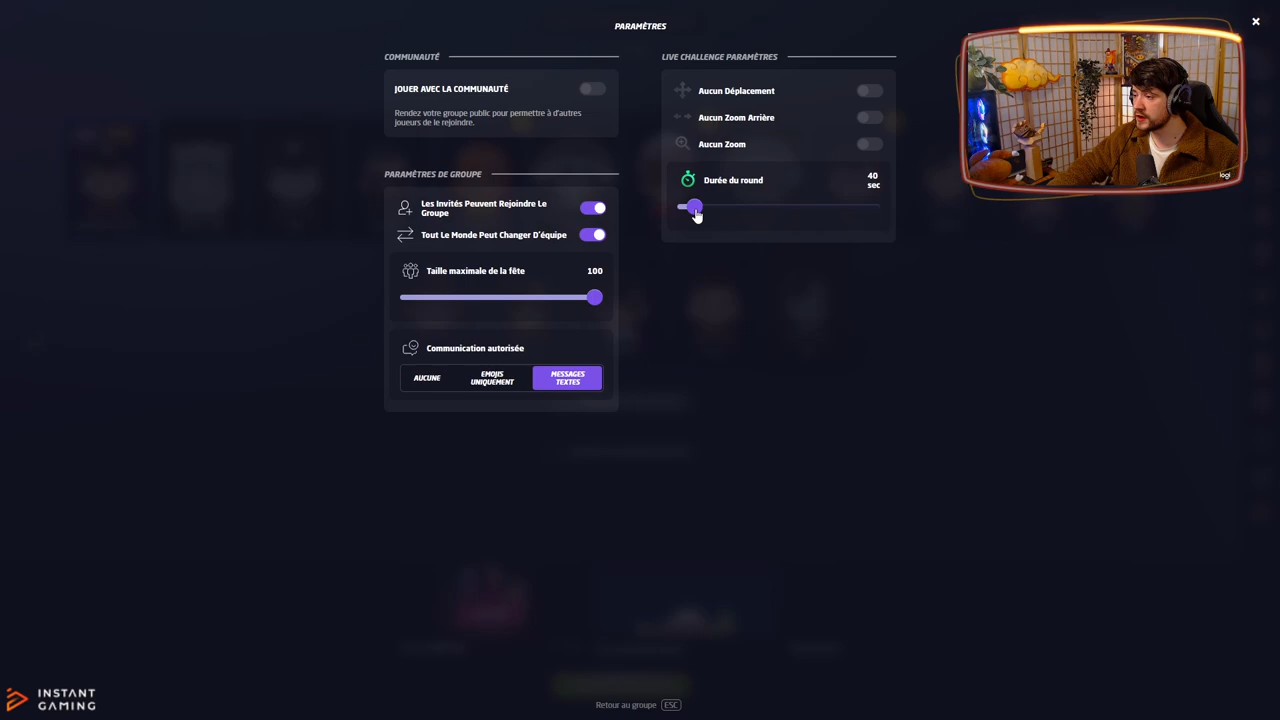 PARAMÈTRES
COMMUNAUTÉ
JOUER AVEC LA COMMUNAUTÉ
Rendez votre groupe public pour permettre à d'autres
joueurs de le rejoindre.
PARAMÈTRES DE GROUPE
Les Invités Peuvent Rejoindre Le
Groupe
Tout Le Monde Peut Changer D'équipe
Taille maximale de la fête 100
Communication autorisée
AUCUNE
EMOJIS
UNIQUEMENT
MESSAGES
TEXTES
LIVE CHALLENGE PARAMÈTRES
Aucun Déplacement
Aucun Zoom Arrière
Aucun Zoom
Durée du round
40
sec
logi
INSTANT
GAMING
Retour au groupe ESC